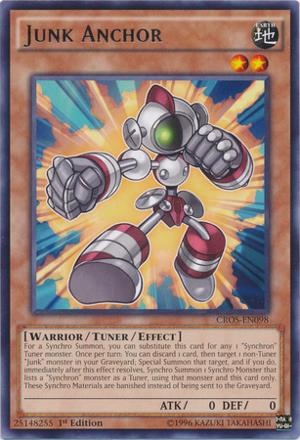 JUNK ANCHOR
EARTH
地
CROS-EN098
[WARRIOR / TUNER / EFFECT]
For a Synchro Summon, you can substitute this card for any 1 "Synchron"
Tuner monster. Once per turn: You can discard 1 card, then target 1 non-Tuner
"Junk" monster in your Graveyard; Special Summon that target, and if you do,
immediately after this effect resolves, Synchro Summon 1 Synchro Monster that
lists a "Synchron" monster as a Tuner, using that monster and this card only.
These Synchro Materials are banished instead of being sent to the Graveyard.
ATK / 0 DEF / 0
25148255 1st Edition ©1996 KAZUKI TAKAHASHI